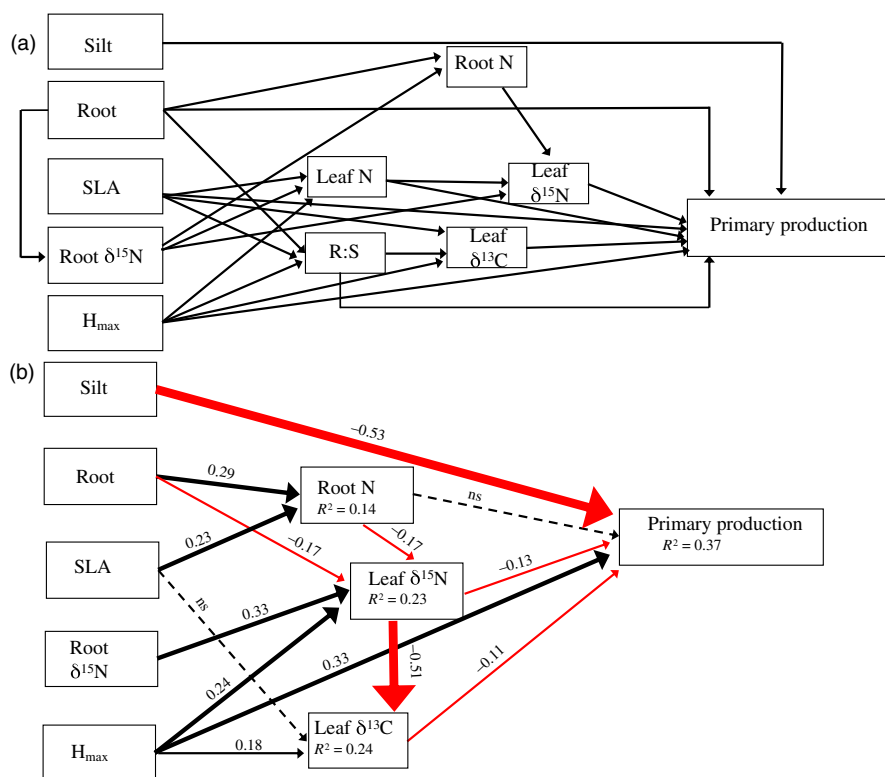 (a)
Silt
Root N
Root
SLA
Leaf N
Leaf
δ¹⁵N
Primary production
Root δ¹⁵N
R:S
Leaf
δ¹³C
Hmax
(b)
Silt
–0.53
Root
0.29
Root N
R² = 0.14
ns
Primary production
R² = 0.37
SLA
0.23
–0.17
–0.17
Leaf δ¹⁵N
R² = 0.23
–0.13
ns
0.33
Root
δ¹⁵N
0.24
–0.51
0.33
–0.11
Leaf δ¹³C
R² = 0.24
Hmax
0.18